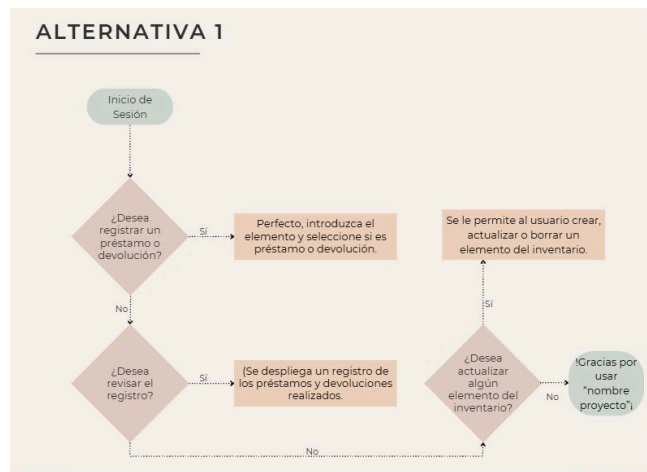 ALTERNATIVA 1
Inicio de
Sesión
¿Desea
registrar un
préstamo o
devolución?
Sí
Perfecto, introduzca el
elemento y seleccione si es
préstamo o devolución.
No
¿Desea
revisar el
registro?
Sí
(Se despliega un registro de
los préstamos y devoluciones
realizados.
No
¿Desea
actualizar
algún
elemento del
inventario?
Sí
Se le permite al usuario crear,
actualizar o borrar un
elemento del inventario.
No
!Gracias por
usar
"nombre
proyecto"¡